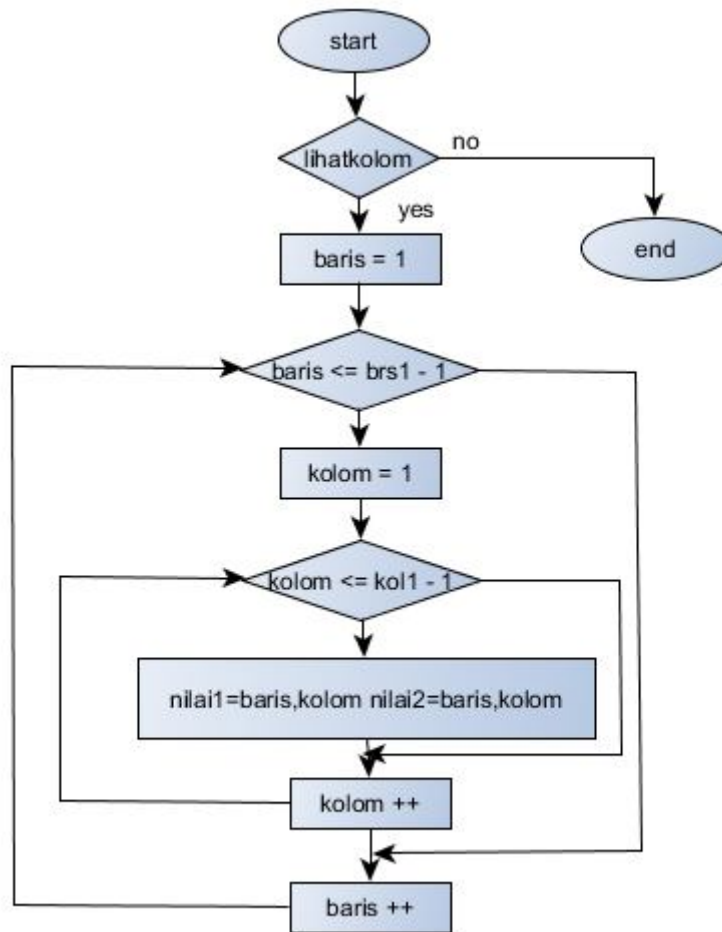 start
lihatkolom
no
yes
baris = 1
end
baris <= brs1 - 1
kolom = 1
kolom <= kol1 - 1
nilai1=baris,kolom nilai2=baris,kolom
kolom ++
baris ++